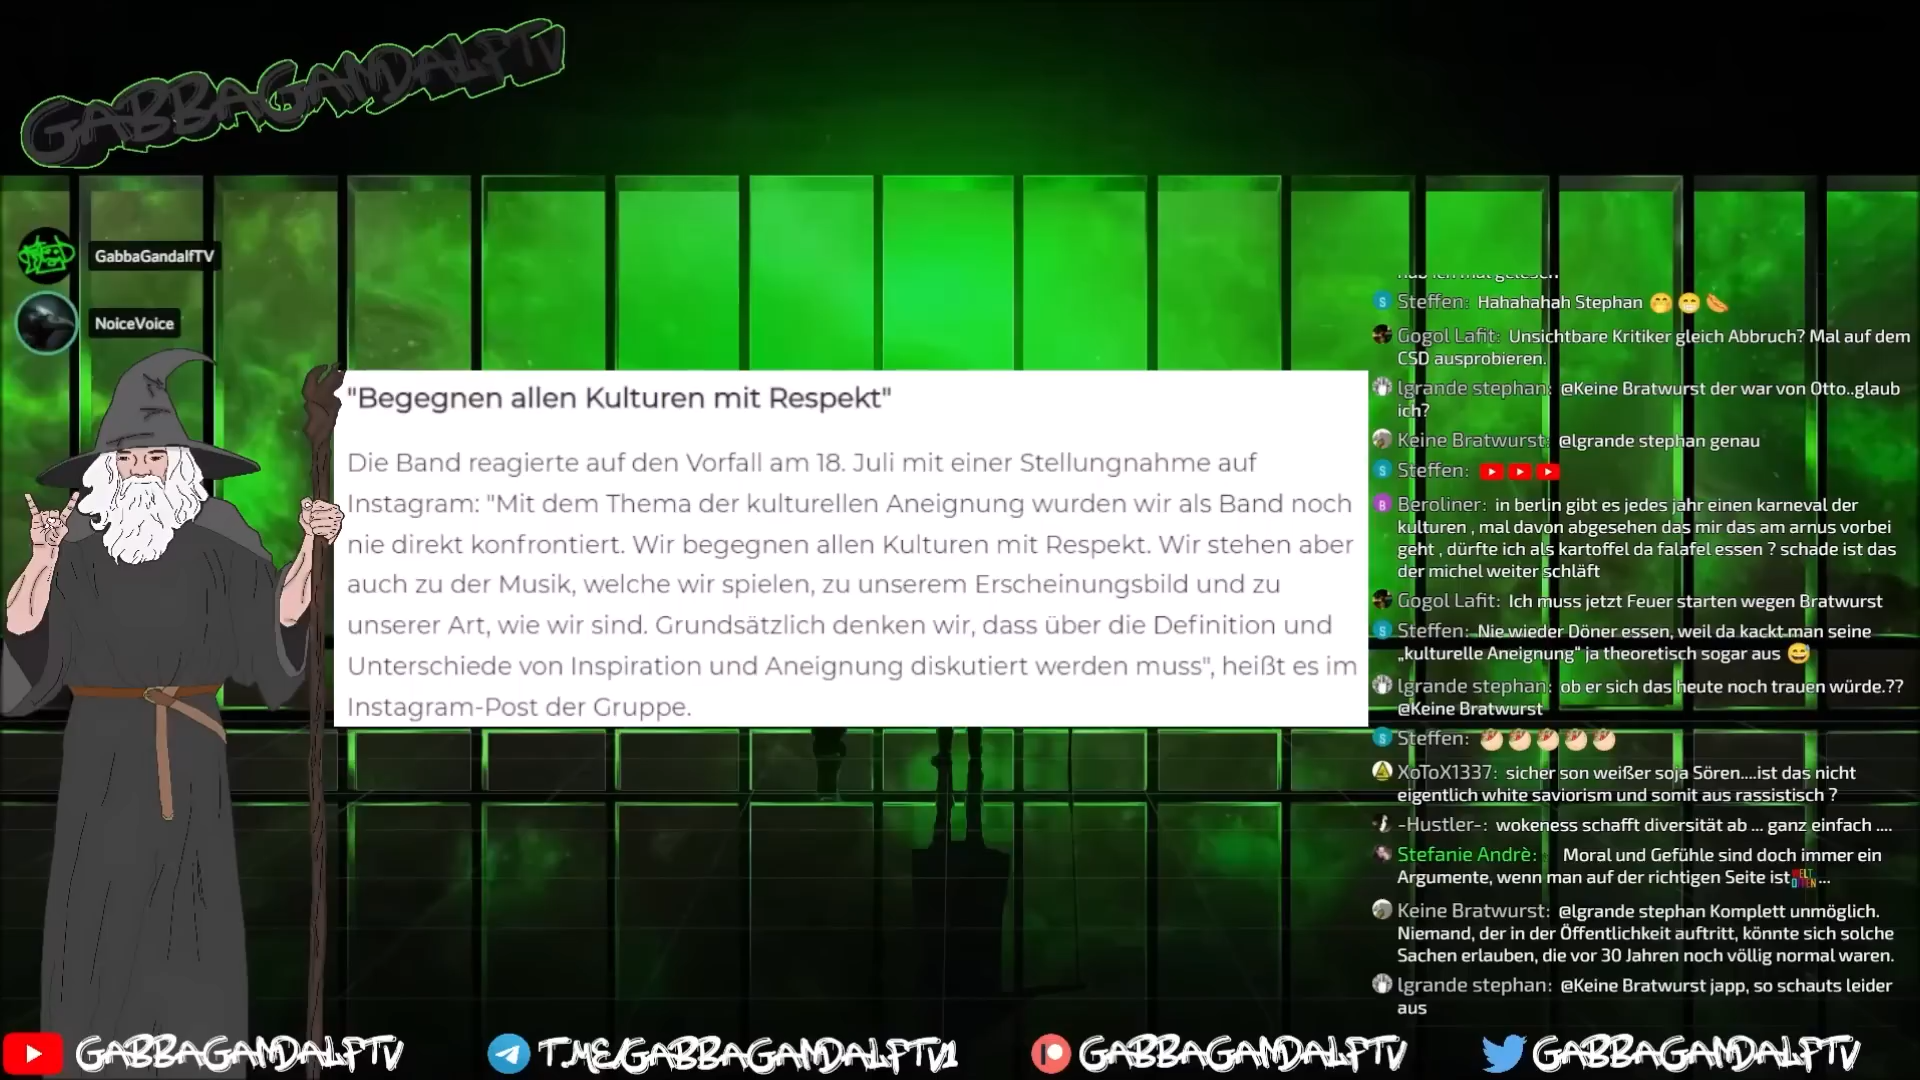 GABBAGANDALFTV
GabbaGandalfTV
NoiceVoice
"Begegnen allen Kulturen mit Respekt"
Die Band reagierte auf den Vorfall am 18. Juli mit einer Stellungnahme auf
Instagram: "Mit dem Thema der kulturellen Aneignung wurden wir als Band noch
nie direkt konfrontiert. Wir begegnen allen Kulturen mit Respekt. Wir stehen aber
auch zu der Musik, welche wir spielen, zu unserem Erscheinungsbild und zu
unserer Art, wie wir sind. Grundsätzlich denken wir, dass über die Definition und
Unterschiede von Inspiration und Aneignung diskutiert werden muss", heißt es im
Instagram-Post der Gruppe.
hab ich mal gelesen
Steffen: Hahahahah Stephan 🤭 😁 🌭
Gogol Lafit: Unsichtbare Kritiker gleich Abbruch? Mal auf dem
CSD ausprobieren.
lgrande stephan: @Keine Bratwurst der war von Otto..glaub
ich?
Keine Bratwurst: @lgrande stephan genau
Steffen:
Beroliner: in berlin gibt es jedes jahr einen karneval der
kulturen , mal davon abgesehen das mir das am arnus vorbei
geht , dürfte ich als kartoffel da falafel essen ? schade ist das
der michel weiter schläft
Gogol Lafit: Ich muss jetzt Feuer starten wegen Bratwurst
Steffen: Nie wieder Döner essen, weil da kackt man seine
„kulturelle Aneignung“ ja theoretisch sogar aus 😅
lgrande stephan: ob er sich das heute noch trauen würde.??
@Keine Bratwurst
Steffen: 🥙 🥙 🥙 🥙 🥙
XoToX1337: sicher son weißer soja Sören....ist das nicht
eigentlich white saviorism und somit aus rassistisch ?
-Hustler-: wokeness schafft diversität ab ... ganz einfach ....
Stefanie Andrè: Moral und Gefühle sind doch immer ein
Argumente, wenn man auf der richtigen Seite ist WELT OFFEN ...
Keine Bratwurst: @lgrande stephan Komplett unmöglich.
Niemand, der in der Öffentlichkeit auftritt, könnte sich solche
Sachen erlauben, die vor 30 Jahren noch völlig normal waren.
lgrande stephan: @Keine Bratwurst japp, so schauts leider
aus
GABBAGANDALFTV
T.ME/GABBAGANDALFTV1
GABBAGANDALFTV
GABBAGANDALFTV